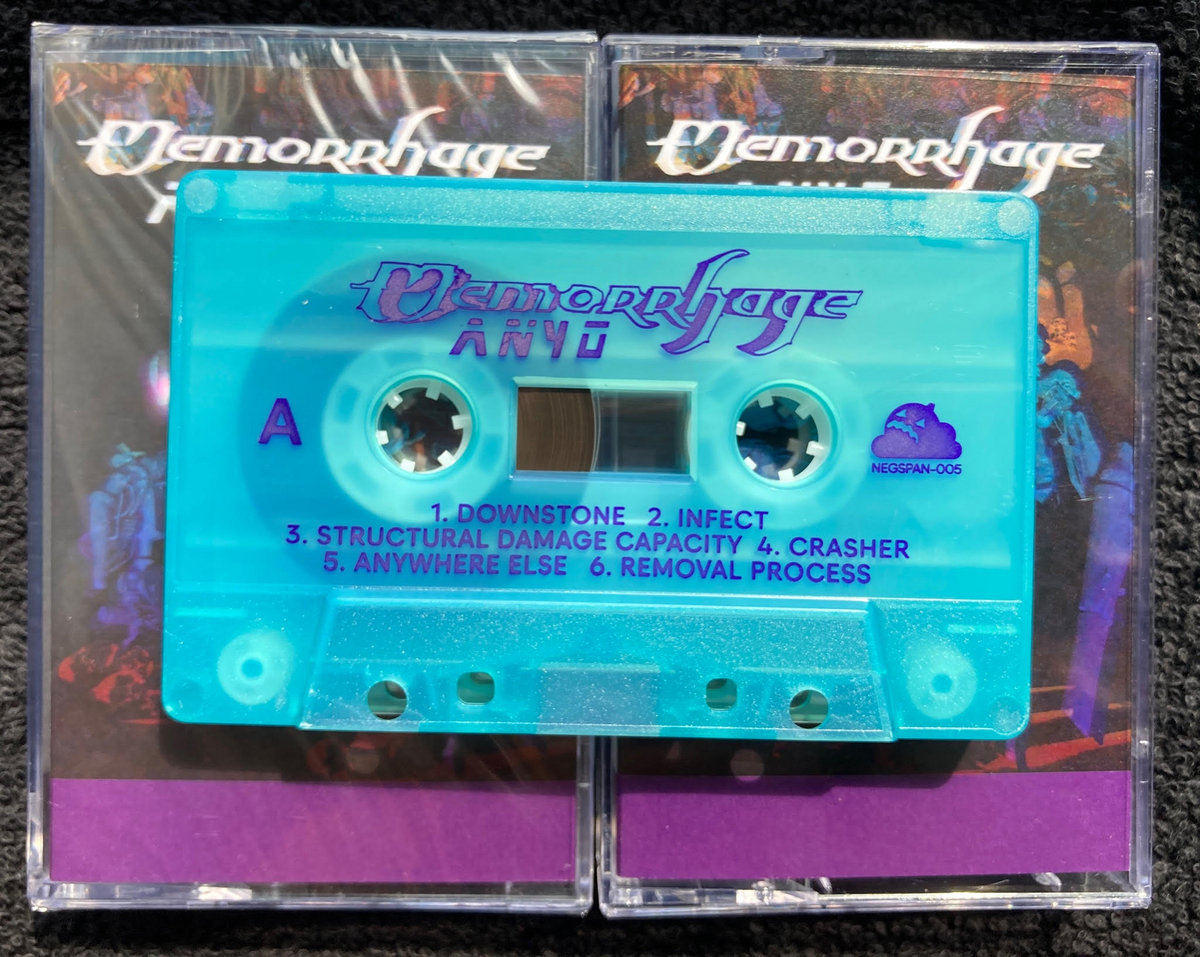 Memorrhage
Memorrhage
Memorrhage
ANYO
A
NEGSPAN-005
1. DOWNSTONE 2. INFECT
3. STRUCTURAL DAMAGE CAPACITY 4. CRASHER
5. ANYWHERE ELSE 6. REMOVAL PROCESS